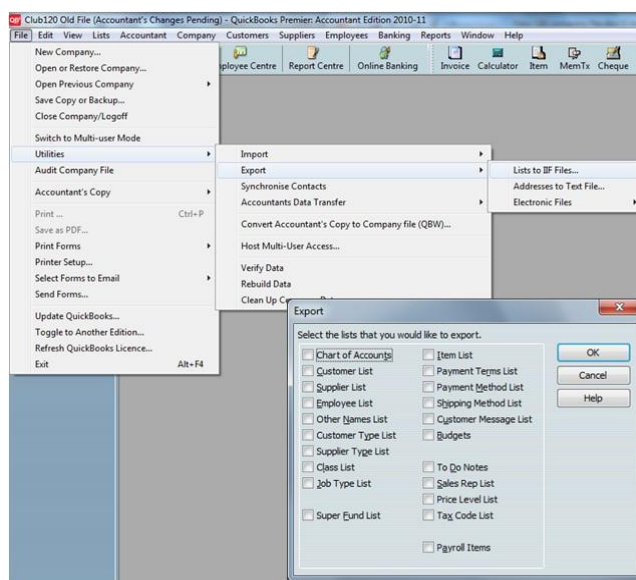 Club120 Old File (Accountant's Changes Pending) - QuickBooks Premier: Accountant Edition 2010-11
File Edit View Lists Accountant Company Customers Suppliers Employees Banking Reports Window Help
ployee Centre Report Centre Online Banking Invoice Calculator Item MemTx Cheque
New Company...
Open or Restore Company...
Open Previous Company
Save Copy or Backup...
Close Company/Logoff
Switch to Multi-user Mode
Utilities
Audit Company File
Accountant's Copy
Print ... Ctrl+P
Save as PDF...
Print Forms
Printer Setup...
Select Forms to Email
Send Forms...
Update QuickBooks...
Toggle to Another Edition...
Refresh QuickBooks Licence...
Exit Alt+F4
Import
Export
Synchronise Contacts
Accountants Data Transfer
Convert Accountant's Copy to Company file (QBW)...
Host Multi-User Access...
Verify Data
Rebuild Data
Clean Up
Lists to IIF Files...
Addresses to Text File...
Electronic Files
Export
Select the lists that you would like to export.
Chart of Accounts
Customer List
Supplier List
Employee List
Other Names List
Customer Type List
Supplier Type List
Class List
Job Type List
Super Fund List
Item List
Payment Terms List
Payment Method List
Shipping Method List
Customer Message List
Budgets
To Do Notes
Sales Rep List
Price Level List
Tax Code List
Payroll Items
OK
Cancel
Help